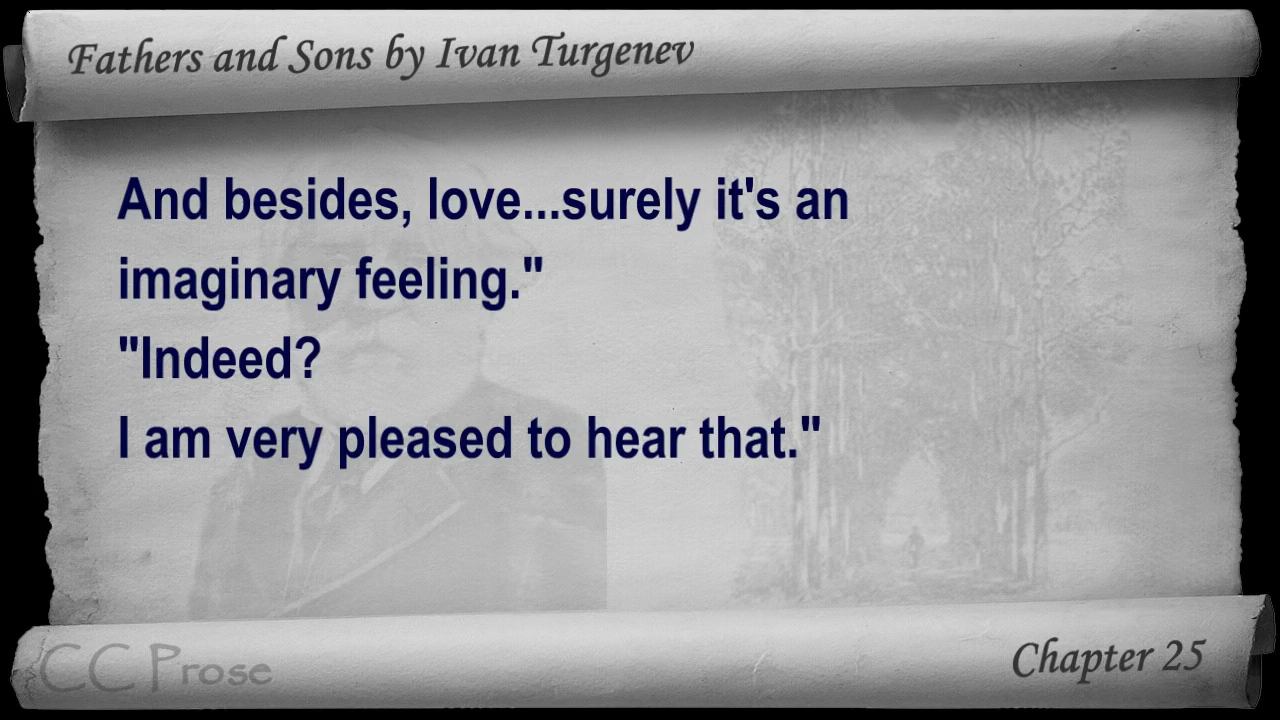 Fathers and Sons by Ivan Turgenev
And besides, love...surely it's an
imaginary feeling."
"Indeed?
I am very pleased to hear that."
CC Prose
Chapter 25